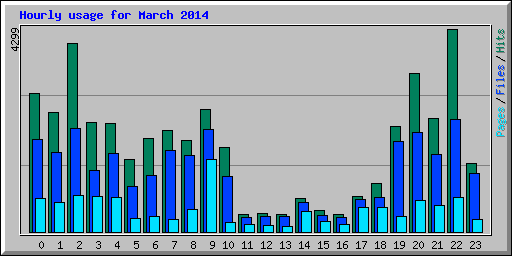 Hourly usage for March 2014
4299
Pages / Files / Hits
0 1 2 3 4 5 6 7 8 9 10 11 12 13 14 15 16 17 18 19 20 21 22 23